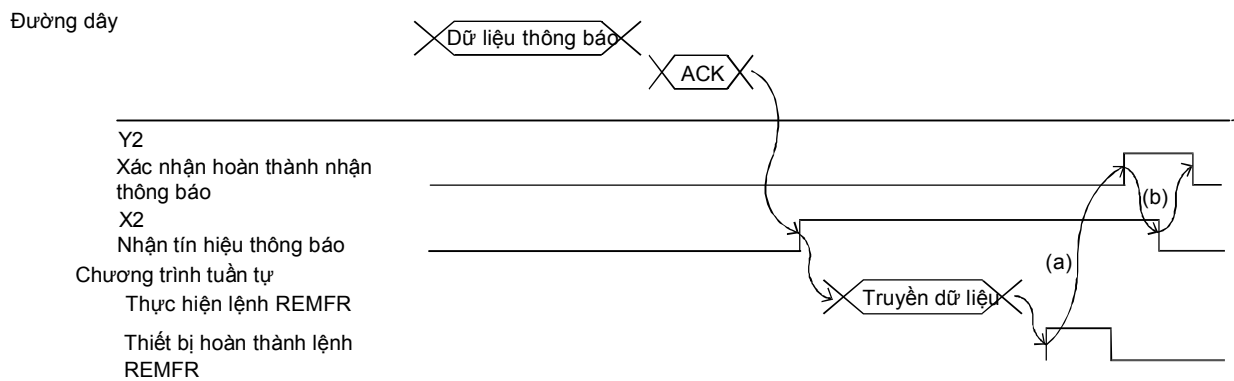 Đường dây
Dữ liệu thông báo
ACK
Y2
Xác nhận hoàn thành nhận
thông báo
X2
Nhận tín hiệu thông báo
Chương trình tuần tự
Thực hiện lệnh REMFR
Truyền dữ liệu
Thiết bị hoàn thành lệnh
REMFR
(a)
(b)